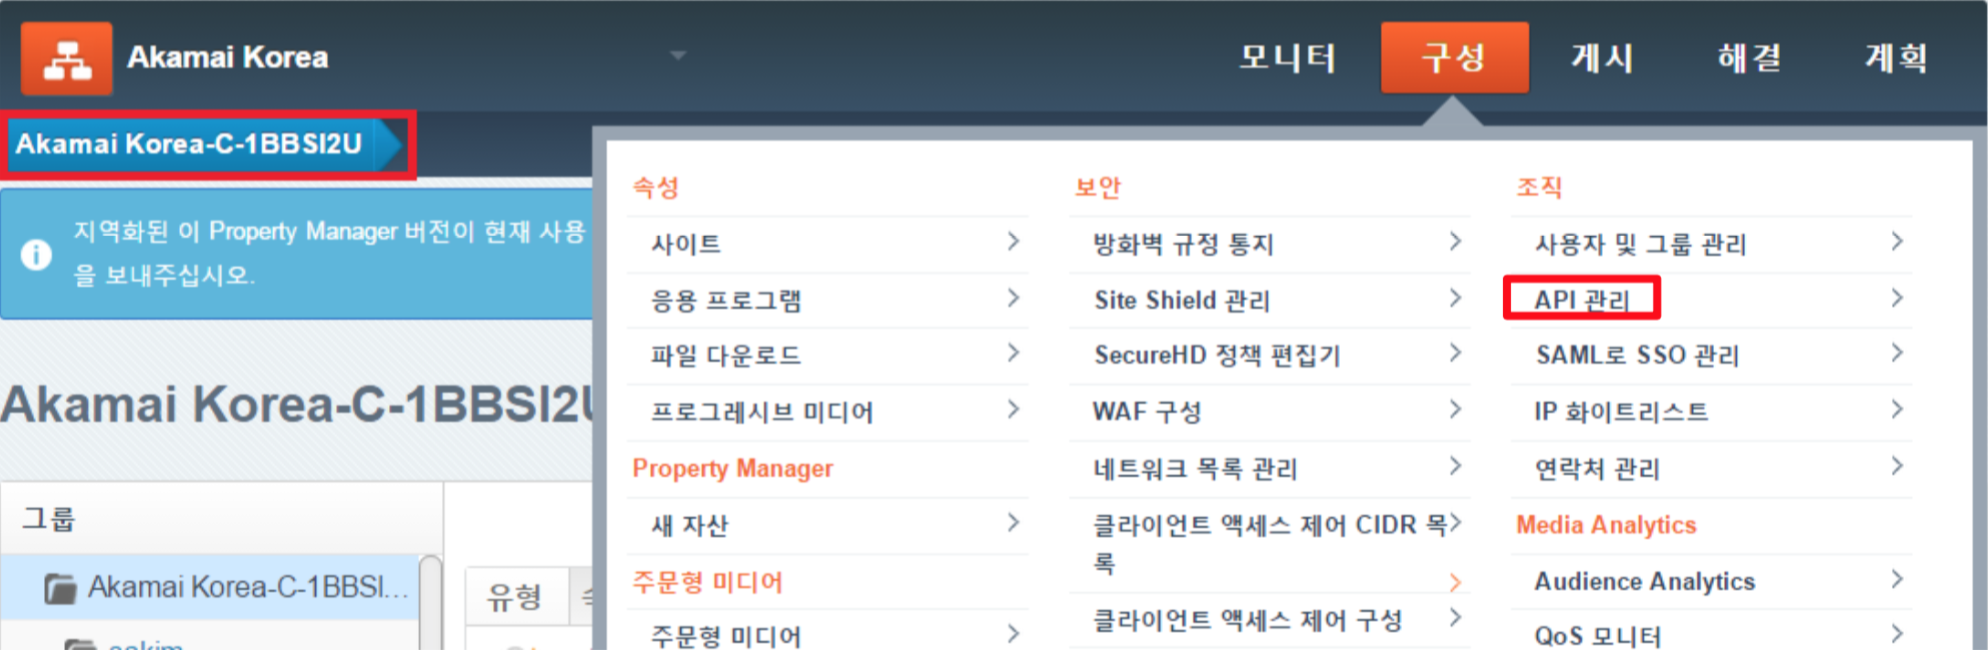 Akamai Korea
모니터
구성
게시
해결
계획
Akamai Korea-C-1BBSI2U
지역화된 이 Property Manager 버전이 현재 사용
을 보내주십시오.
Akamai Korea-C-1BBSI2U
그룹
Akamai Korea-C-1BBSI...
유형
속성
사이트
응용 프로그램
파일 다운로드
프로그레시브 미디어
Property Manager
새 자산
주문형 미디어
주문형 미디어
보안
방화벽 규정 통지
Site Shield 관리
SecureHD 정책 편집기
WAF 구성
네트워크 목록 관리
클라이언트 액세스 제어 CIDR 목
록
클라이언트 액세스 제어 구성
조직
사용자 및 그룹 관리
API 관리
SAML로 SSO 관리
IP 화이트리스트
연락처 관리
Media Analytics
Audience Analytics
QoS 모니터